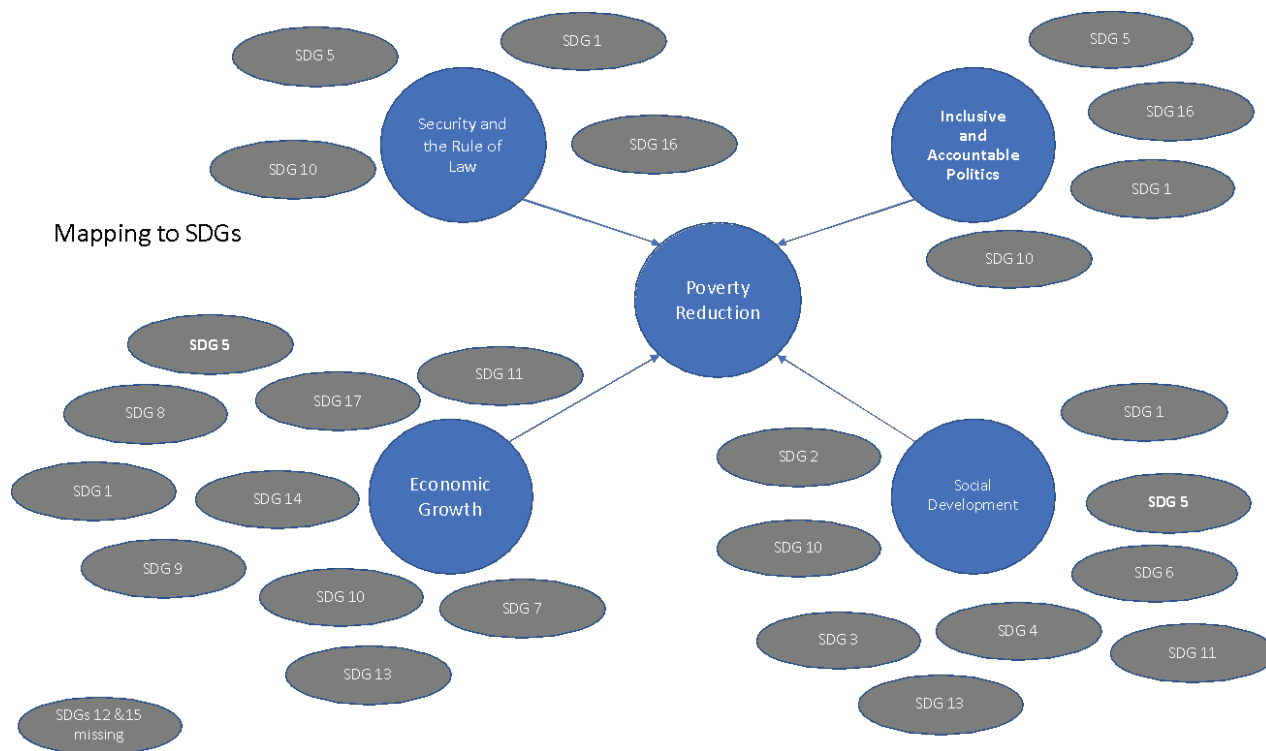 SDG 5
SDG 1
SDG 10
SDG 16
Security and
the Rule of
Law
SDG 5
SDG 16
SDG 1
SDG 10
Inclusive
and
Accountable
Politics
Mapping to SDGs
Poverty
Reduction
SDG 5
SDG 11
SDG 17
SDG 8
SDG 1
SDG 14
Economic
Growth
SDG 9
SDG 10
SDG 7
SDG 13
SDGs 12 &15
missing
SDG 1
SDG 2
Social
Development
SDG 5
SDG 10
SDG 6
SDG 3
SDG 4
SDG 11
SDG 13